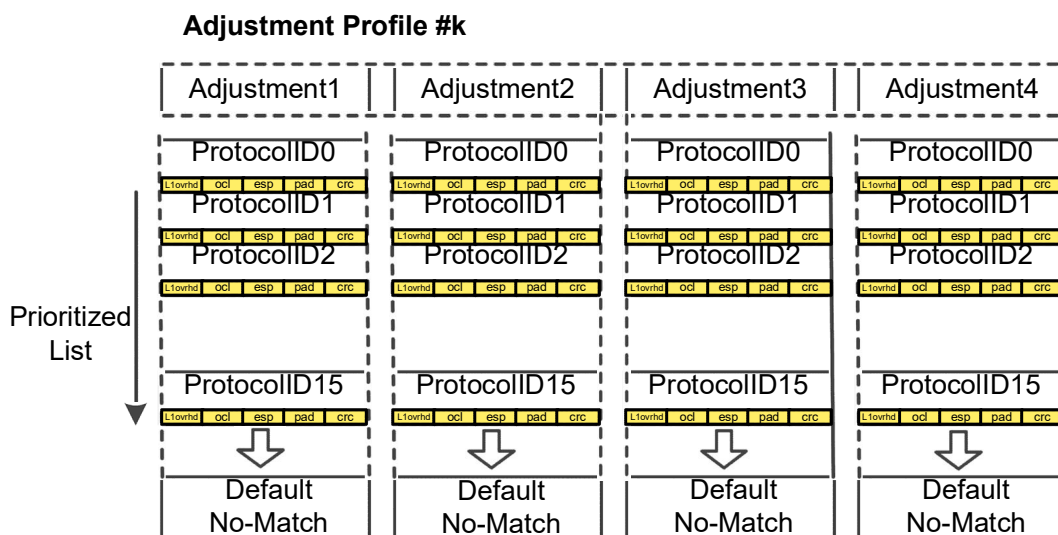 Adjustment Profile #k
Adjustment1 Adjustment2 Adjustment3 Adjustment4
ProtocolID0 ProtocolID0 ProtocolID0 ProtocolID0
L1ovrhd ocl esp pad crc L1ovrhd ocl esp pad crc L1ovrhd ocl esp pad crc L1ovrhd ocl esp pad crc
ProtocolID1 ProtocolID1 ProtocolID1 ProtocolID1
L1ovrhd ocl esp pad crc L1ovrhd ocl esp pad crc L1ovrhd ocl esp pad crc L1ovrhd ocl esp pad crc
ProtocolID2 ProtocolID2 ProtocolID2 ProtocolID2
L1ovrhd ocl esp pad crc L1ovrhd ocl esp pad crc L1ovrhd ocl esp pad crc L1ovrhd ocl esp pad crc
Prioritized
List
ProtocolID15 ProtocolID15 ProtocolID15 ProtocolID15
L1ovrhd ocl esp pad crc L1ovrhd ocl esp pad crc L1ovrhd ocl esp pad crc L1ovrhd ocl esp pad crc
Default Default Default Default
No-Match No-Match No-Match No-Match